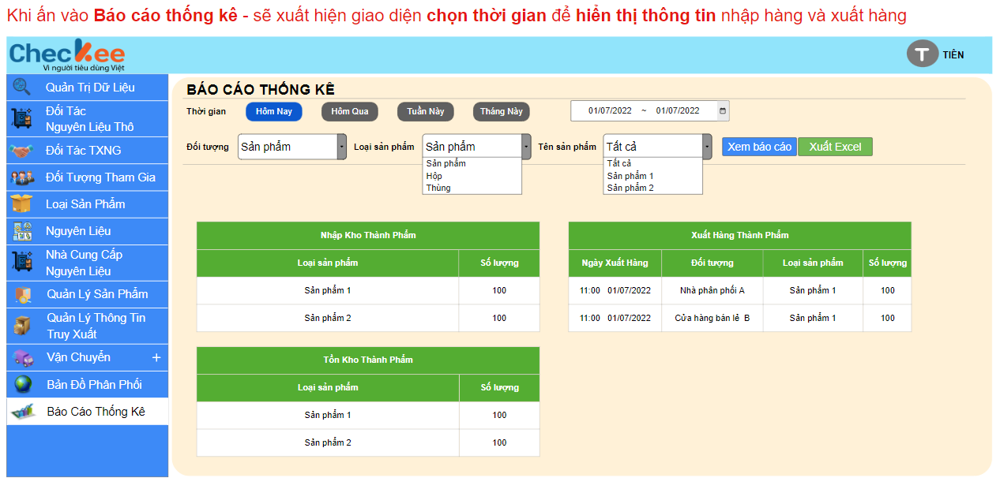 Khi ấn vào Báo cáo thống kê - sẽ xuất hiện giao diện chọn thời gian để hiển thị thông tin nhập hàng và xuất hàng
Checkee
Vì người tiêu dùng Việt
T TIÊN
Quản Trị Dữ Liệu
Đối Tác
Nguyên Liệu Thô
Đối Tác TXNG
Đối Tượng Tham Gia
Loại Sản Phẩm
Nguyên Liệu
Nhà Cung Cấp
Nguyên Liệu
Quản Lý Sản Phẩm
Quản Lý Thông Tin
Truy Xuất
Vận Chuyển +
Bản Đồ Phân Phối
Báo Cáo Thống Kê
BÁO CÁO THỐNG KÊ
Thời gian Hôm Nay Hôm Qua Tuần Này Tháng Này 01/07/2022 ~ 01/07/2022
Đối tượng Sản phẩm Loại sản phẩm Sản phẩm Tên sản phẩm Tất cả Xem báo cáo Xuất Excel
Sản phẩm
Hộp
Thùng
Tất cả
Sản phẩm 1
Sản phẩm 2
Nhập Kho Thành Phẩm
Loại sản phẩm Số lượng
Sản phẩm 1 100
Sản phẩm 2 100
Xuất Hàng Thành Phẩm
Ngày Xuất Hàng Đối tượng Loại sản phẩm Số lượng
11:00 01/07/2022 Nhà phân phối A Sản phẩm 1 100
11:00 01/07/2022 Cửa hàng bán lẻ B Sản phẩm 1 100
Tồn Kho Thành Phẩm
Loại sản phẩm Số lượng
Sản phẩm 1 100
Sản phẩm 2 100